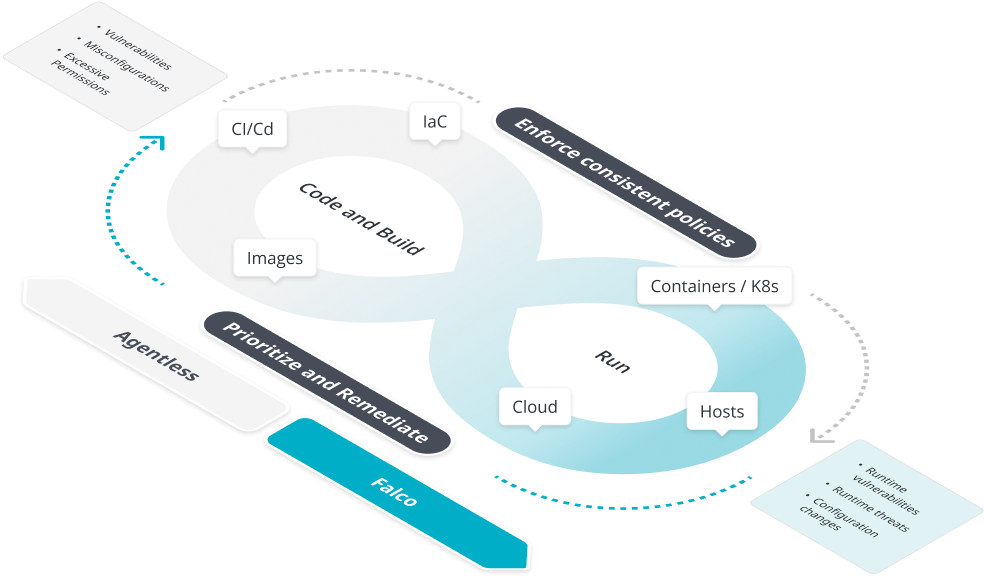 • Vulnerabilities
• Misconfigurations
• Excessive
Permissions
CI/Cd
IaC
Enforce consistent policies
Code and Build
Images
Containers / K8s
Agentless
Prioritize and Remediate
Run
Cloud
Hosts
Falco
• Runtime
vulnerabilities
• Runtime threats
• Configuration
changes